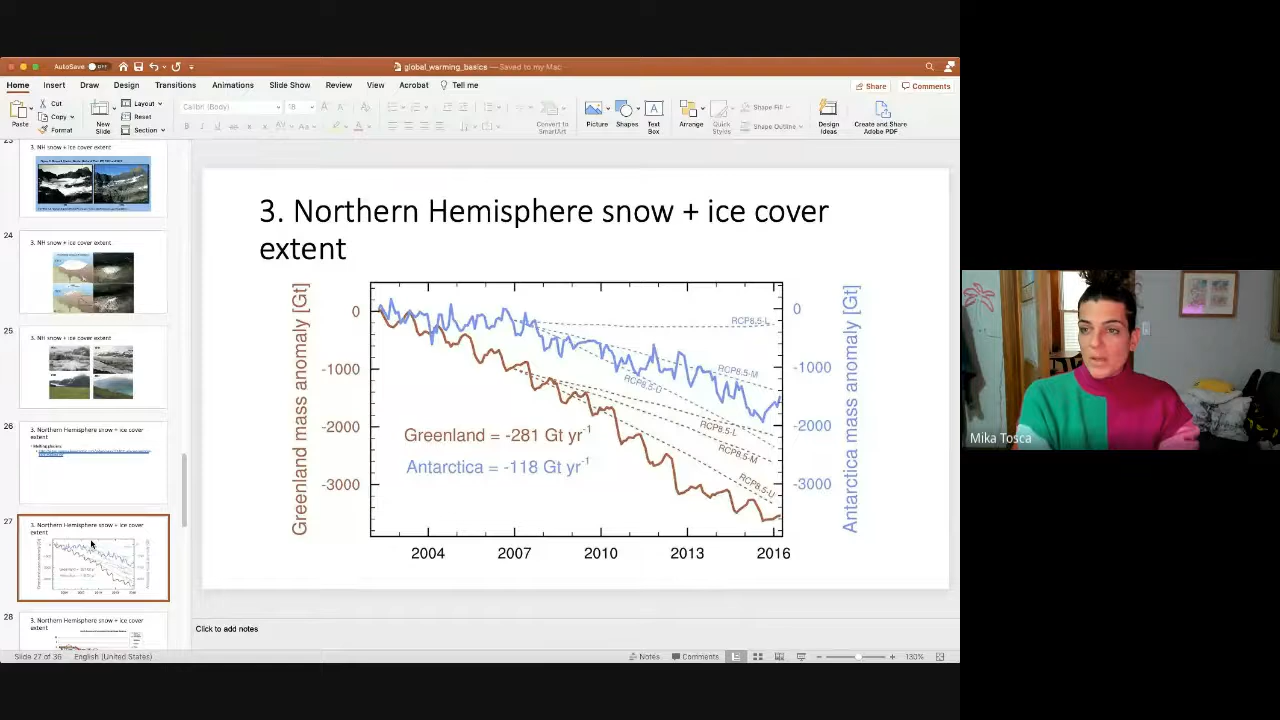 AutoSave OFF
global_warming_basics — Saved to my Mac
Home Insert Draw Design Transitions Animations Slide Show Review View Acrobat Tell me
Share Comments
Paste
Cut
Copy
Format
New Slide
Layout
Reset
Section
Calibri (Body) 18
Convert to SmartArt
Picture
Shapes
Text Box
Arrange
Quick Styles
Shape Fill
Shape Outline
Design Ideas
Create and Share Adobe PDF
23
3. NH snow + ice cover extent
24
3. NH snow + ice cover extent
25
3. NH snow + ice cover extent
26
3. Northern Hemisphere snow + ice cover
extent
27
3. Northern Hemisphere snow + ice cover
extent
28
3. Northern Hemisphere snow + ice cover
extent
3. Northern Hemisphere snow + ice cover
extent
Greenland mass anomaly [Gt]
0
-1000
-2000
-3000
RCP8.5-L
RCP8.5-M
RCP8.5-U
RCP8.5-L
RCP8.5-M
RCP8.5-U
Greenland = -281 Gt yr-1
Antarctica = -118 Gt yr-1
0
-1000
-2000
-3000
Antarctica mass anomaly [Gt]
2004 2007 2010 2013 2016
Click to add notes
Slide 27 of 36 English (United States)
Notes Comments 130%
Mika Tosca